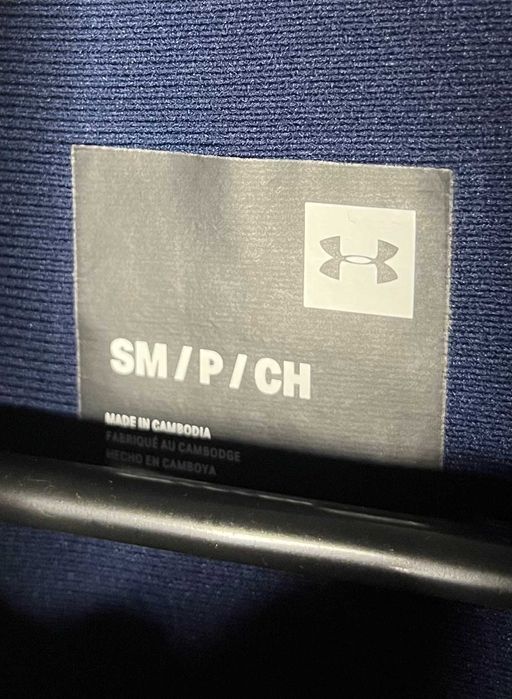 SM / P / CH
MADE IN CAMBODIA
FABRIQUÉ AU CAMBODGE
HECHO EN CAMBOYA